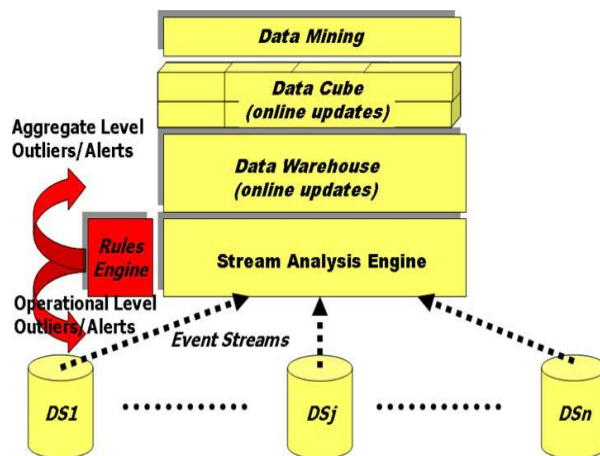 Data Mining
Data Cube
(online updates)
Aggregate Level
Outliers/Alerts
Data Warehouse
(online updates)
Rules
Engine
Stream Analysis Engine
Operational Level
Outliers/Alerts
Event Streams
DS1
DSj
DSn